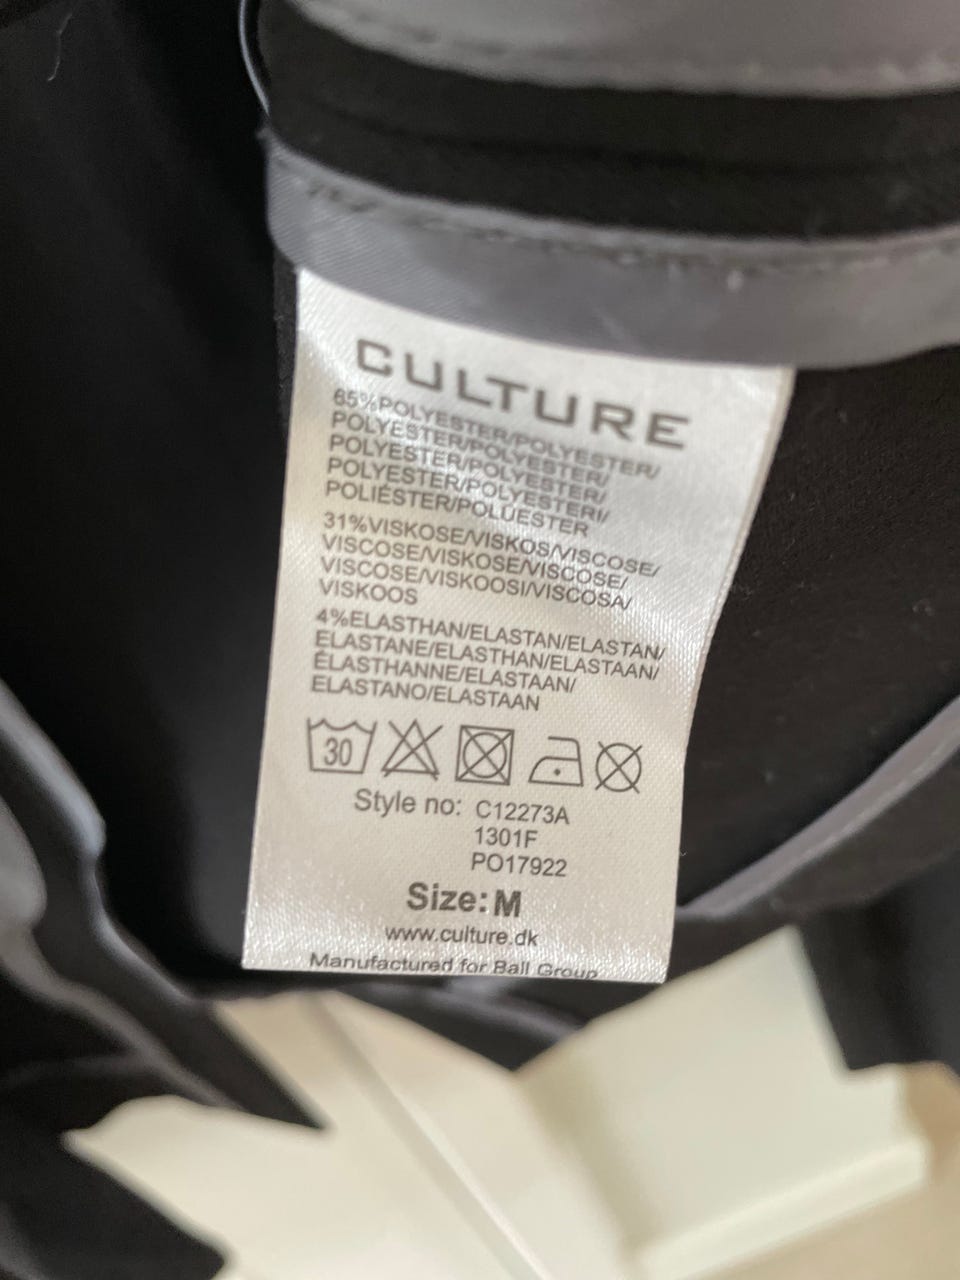 CULTURE
65%POLYESTER/POLYESTER/
POLYESTER/POLYESTER/
POLYESTER/POLYESTER/
POLYESTER/POLYESTERI/
POLIÉSTER/POLÜESTER
31%VISKOSE/VISKOS/VISCOSE/
VISCOSE/VISKOSE/VISCOSE/
VISCOSE/VISKOOSI/VISCOSA/
VISKOOS
4%ELASTHAN/ELASTAN/ELASTAN/
ELASTANE/ELASTHAN/ELASTAAN/
ÉLASTHANNE/ELASTAAN/
ELASTANO/ELASTAAN
30
Style no: C12273A
1301F
PO17922
Size: M
www.culture.dk
Manufactured for Ball Group